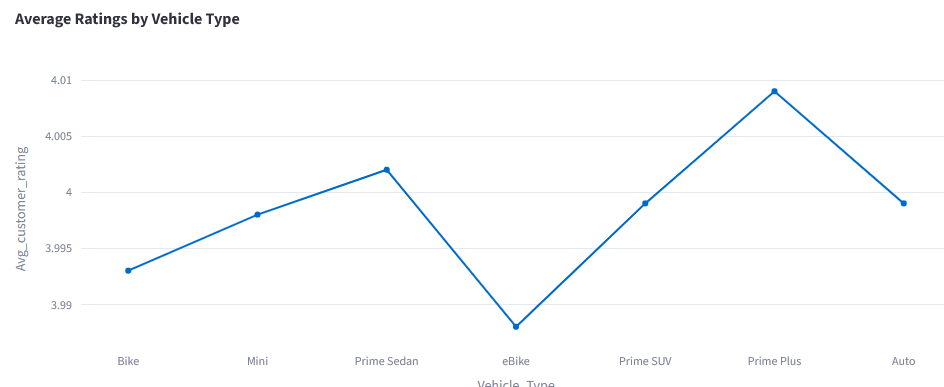 Average Ratings by Vehicle Type
4.01
4.005
4
3.995
3.99
Avg_customer_rating
Bike Mini Prime Sedan eBike Prime SUV Prime Plus Auto
Vehicle_Type